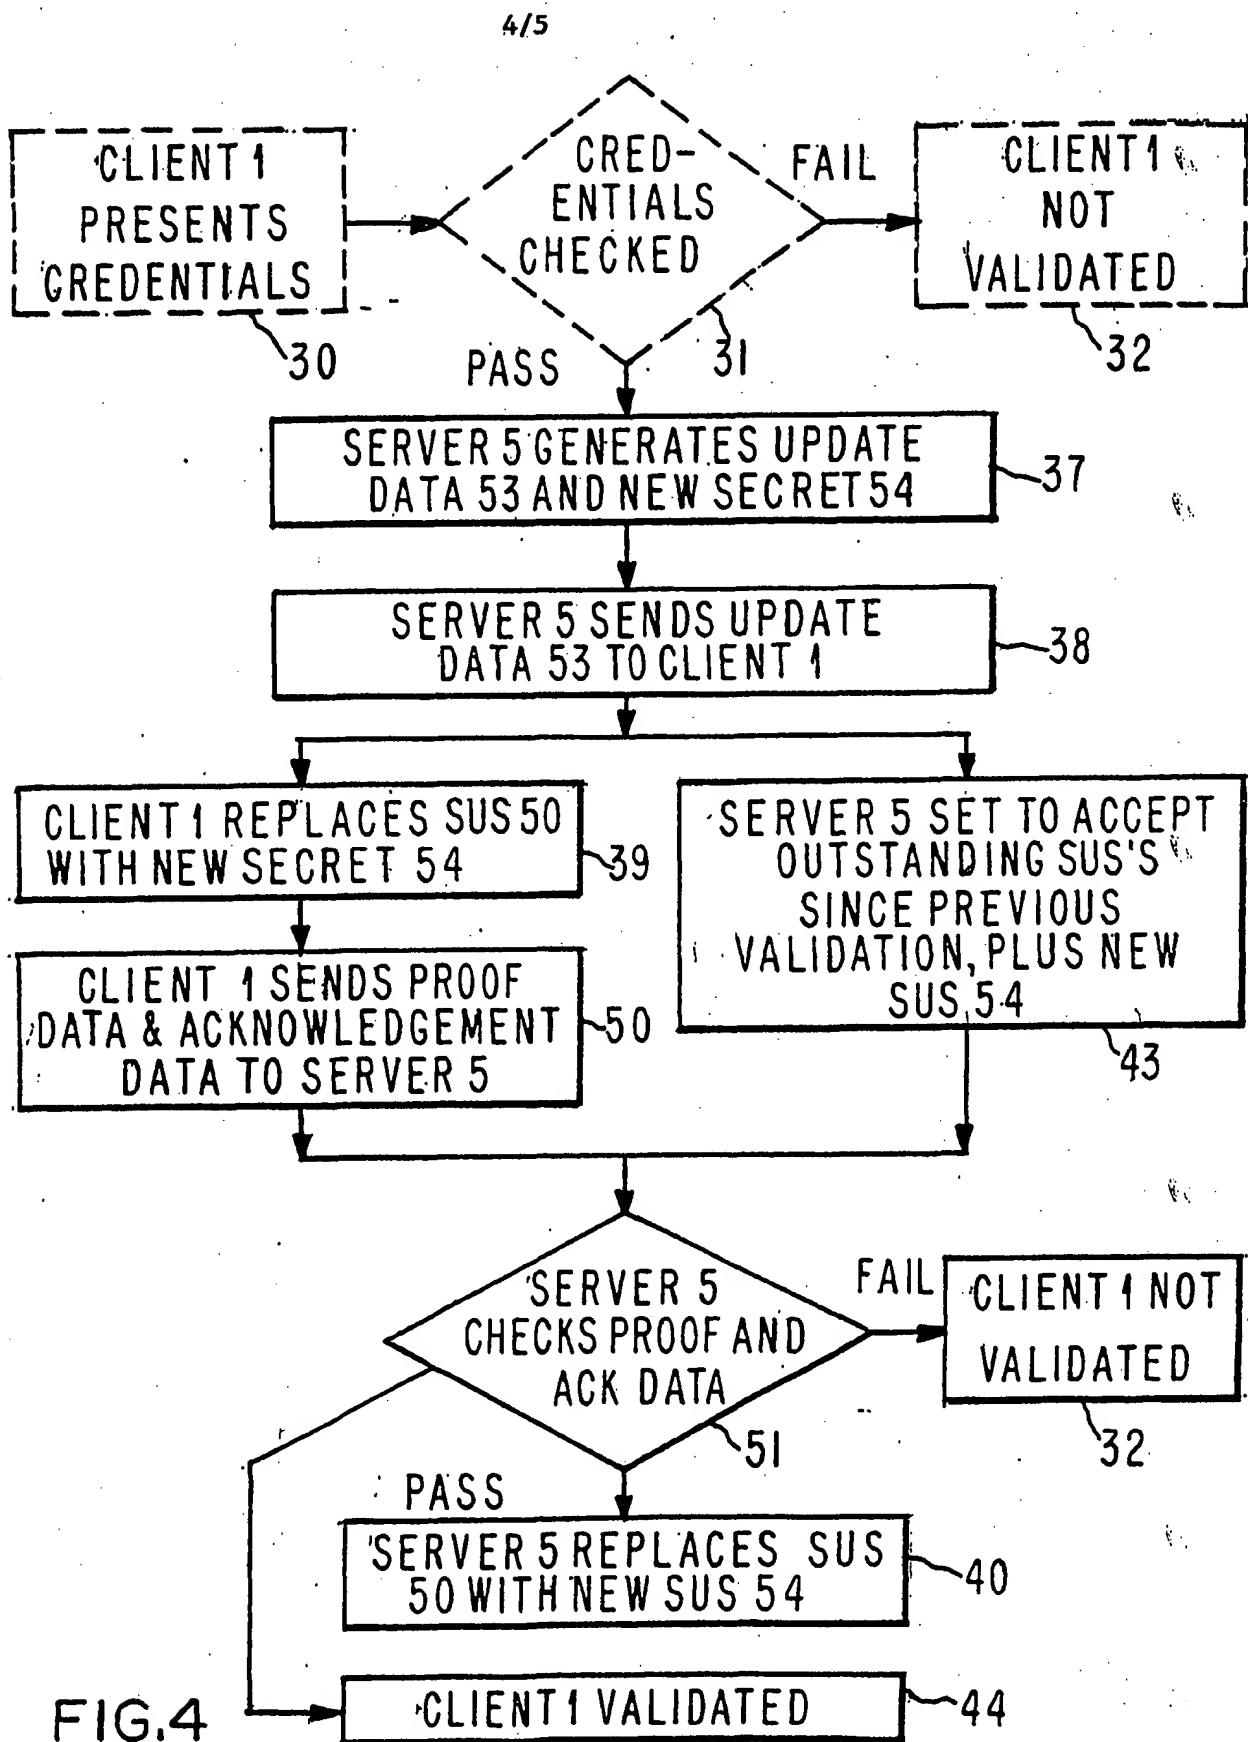 4/5
CLIENT 1
PRESENTS
CREDENTIALS
30
CRED-
ENTIALS
CHECKED
31
FAIL
CLIENT 1
NOT
VALIDATED
32
PASS
SERVER 5 GENERATES UPDATE
DATA 53 AND NEW SECRET 54
37
SERVER 5 SENDS UPDATE
DATA 53 TO CLIENT 1
38
CLIENT 1 REPLACES SUS 50
WITH NEW SECRET 54
39
SERVER 5 SET TO ACCEPT
OUTSTANDING SUS'S
SINCE PREVIOUS
VALIDATION, PLUS NEW
SUS 54
43
CLIENT 1 SENDS PROOF
DATA & ACKNOWLEDGEMENT
DATA TO SERVER 5
50
SERVER 5
CHECKS PROOF AND
ACK DATA
51
FAIL
CLIENT 1 NOT
VALIDATED
32
PASS
SERVER 5 REPLACES SUS
50 WITH NEW SUS 54
40
CLIENT 1 VALIDATED
44
FIG.4